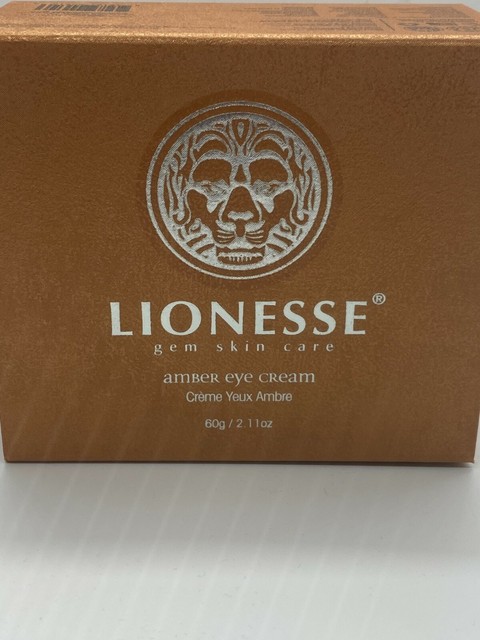 LIONESSE®
gem skin care
amber eye cream
Crème Yeux Ambre
60g / 2.11oz